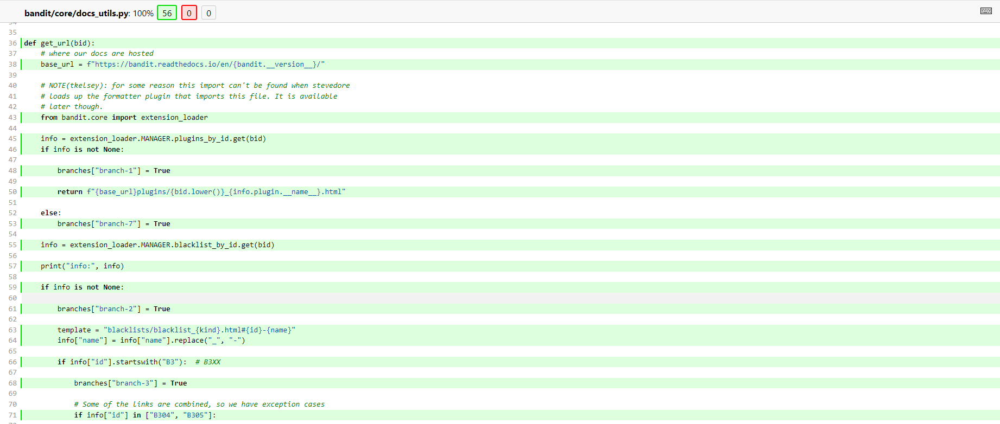 bandit/core/docs_utils.py: 100% 56 0 0
34
35
36 def get_url(bid):
37     # where our docs are hosted
38     base_url = f"https://bandit.readthedocs.io/en/{bandit.__version__}/"
39
40     # NOTE(tkelsey): for some reason this import can't be found when stevedore
41     # loads up the formatter plugin that imports this file. It is available
42     # later though.
43     from bandit.core import extension_loader
44
45     info = extension_loader.MANAGER.plugins_by_id.get(bid)
46     if info is not None:
47
48         branches["branch-1"] = True
49
50         return f"{base_url}plugins/{bid.lower()}_{info.plugin.__name__}.html"
51
52     else:
53         branches["branch-7"] = True
54
55     info = extension_loader.MANAGER.blacklist_by_id.get(bid)
56
57     print("info:", info)
58
59     if info is not None:
60
61         branches["branch-2"] = True
62
63         template = "blacklists/blacklist_{kind}.html#{id}-{name}"
64         info["name"] = info["name"].replace("_", "-")
65
66         if info["id"].startswith("B3"):  # B3XX
67
68             branches["branch-3"] = True
69
70             # Some of the links are combined, so we have exception cases
71             if info["id"] in ["B304", "B305"]: